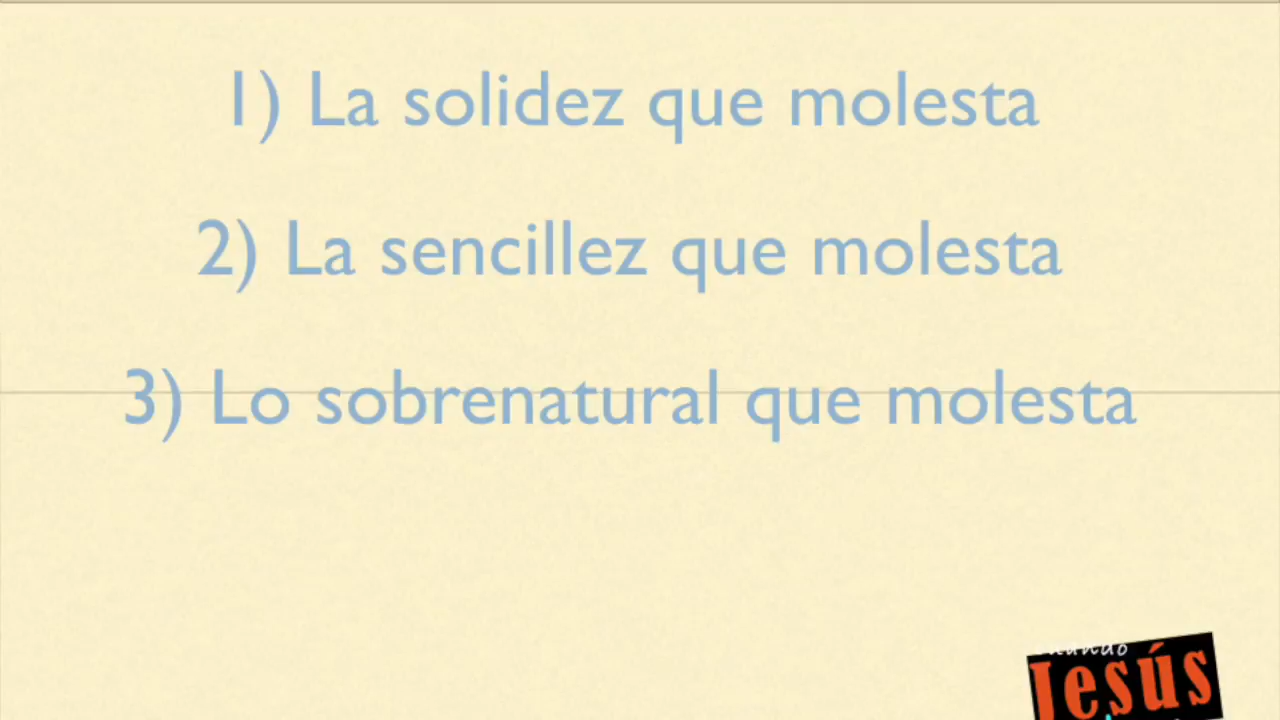 1) La solidez que molesta
2) La sencillez que molesta
3) Lo sobrenatural que molesta
Jesús